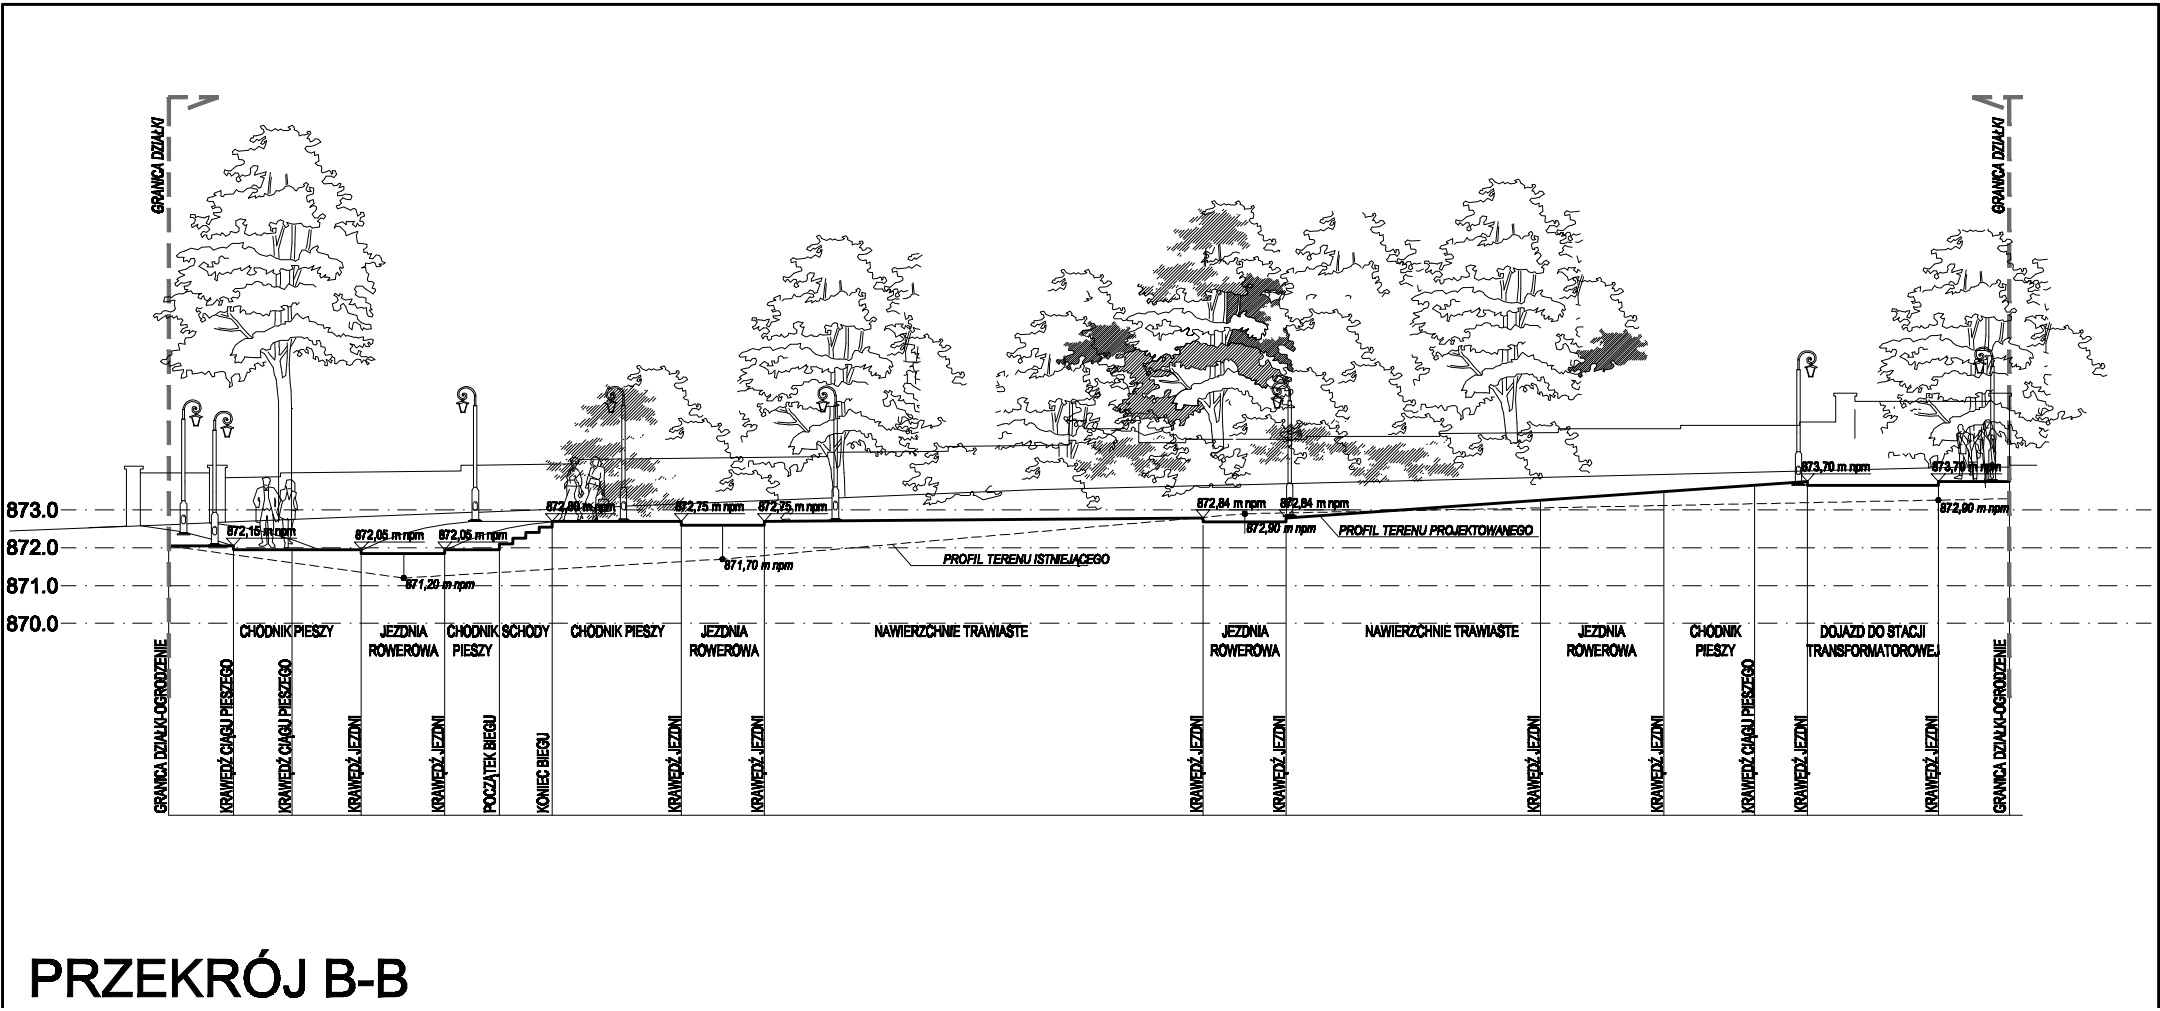 GRANICA DZIAŁKI
GRANICA DZIAŁKI
873.0
872.0
871.0
870.0
872,15 m npm
872,05 m npm
872,05 m npm
872,80 m npm
872,75 m npm
872,75 m npm
872,84 m npm
872,84 m npm
873,70 m npm
873,70 m npm
871,20 m npm
871,70 m npm
872,90 m npm
872,90 m npm
PROFIL TERENU ISTNIEJĄCEGO
PROFIL TERENU PROJEKTOWANEGO
CHODNIK PIESZY
JEZDNIA
ROWEROWA
CHODNIK
PIESZY
SCHODY
CHODNIK PIESZY
JEZDNIA
ROWEROWA
NAWIERZCHNIE TRAWIASTE
JEZDNIA
ROWEROWA
NAWIERZCHNIE TRAWIASTE
JEZDNIA
ROWEROWA
CHODNIK
PIESZY
DOJAZD DO STACJI
TRANSFORMATOROWEJ
GRANICA DZIAŁKI-OGRODZENIE
KRAWĘDŹ CIĄGU PIESZEGO
KRAWĘDŹ CIĄGU PIESZEGO
KRAWĘDŹ JEZDNI
KRAWĘDŹ JEZDNI
POCZĄTEK BIEGU
KONIEC BIEGU
KRAWĘDŹ JEZDNI
KRAWĘDŹ JEZDNI
KRAWĘDŹ JEZDNI
KRAWĘDŹ JEZDNI
KRAWĘDŹ JEZDNI
KRAWĘDŹ JEZDNI
KRAWĘDŹ CIĄGU PIESZEGO
KRAWĘDŹ JEZDNI
KRAWĘDŹ JEZDNI
GRANICA DZIAŁKI-OGRODZENIE
PRZEKRÓJ B-B